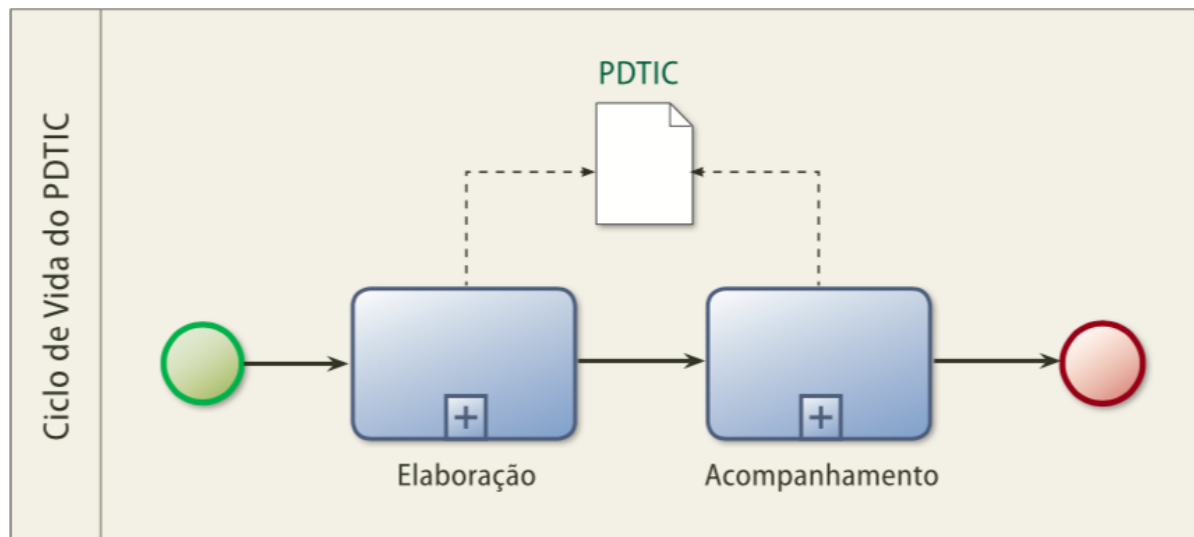 Ciclo de Vida do PDTIC
PDTIC
Elaboração
Acompanhamento